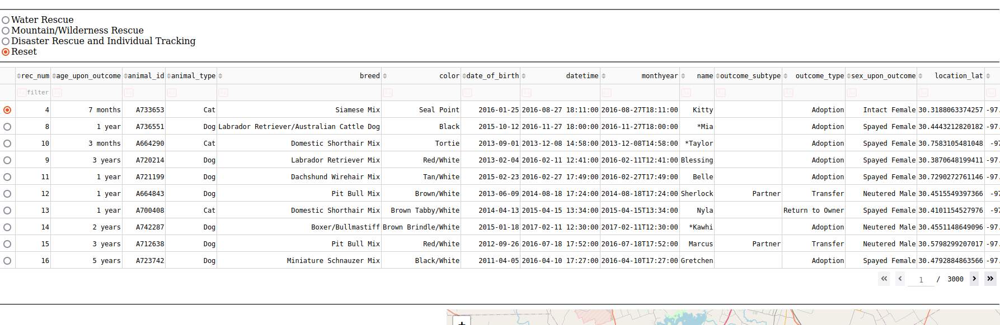 Water Rescue
Mountain/Wilderness Rescue
Disaster Rescue and Individual Tracking
Reset
rec_num age_upon_outcome animal_id animal_type breed color date_of_birth datetime monthyear name outcome_subtype outcome_type sex_upon_outcome location_lat
Aa filter Aa Aa Aa Aa Aa Aa Aa Aa Aa Aa Aa Aa Aa Aa
4 7 months A733653 Cat Siamese Mix Seal Point 2016-01-25 2016-08-27 18:11:00 2016-08-27T18:11:00 Kitty Adoption Intact Female 30.3188063374257 -97.
8 1 year A736551 Dog Labrador Retriever/Australian Cattle Dog Black 2015-10-12 2016-11-27 18:00:00 2016-11-27T18:00:00 *Mia Adoption Spayed Female 30.4443212820182 -97.
10 3 months A664290 Cat Domestic Shorthair Mix Tortie 2013-09-01 2013-12-08 14:58:00 2013-12-08T14:58:00 *Taylor Adoption Spayed Female 30.7583105481048 -97
9 3 years A720214 Dog Labrador Retriever Mix Red/White 2013-02-04 2016-02-11 12:41:00 2016-02-11T12:41:00 Blessing Adoption Spayed Female 30.3870648199411 -97.
11 1 year A721199 Dog Dachshund Wirehair Mix Tan/White 2015-02-23 2016-02-27 17:49:00 2016-02-27T17:49:00 Belle Adoption Spayed Female 30.7290272761146 -97.
12 1 year A664843 Dog Pit Bull Mix Brown/White 2013-06-09 2014-08-18 17:24:00 2014-08-18T17:24:00 Sherlock Partner Transfer Neutered Male 30.4515549397366 -97
13 1 year A700408 Cat Domestic Shorthair Mix Brown Tabby/White 2014-04-13 2015-04-15 13:34:00 2015-04-15T13:34:00 Nyla Return to Owner Spayed Female 30.4101154527976 -97
14 2 years A742287 Dog Boxer/Bullmastiff Brown Brindle/White 2015-01-18 2017-02-11 12:30:00 2017-02-11T12:30:00 *Kawhi Adoption Neutered Male 30.4551148649096 -97.
15 3 years A712638 Dog Pit Bull Mix Red/White 2012-09-26 2016-07-18 17:52:00 2016-07-18T17:52:00 Marcus Partner Transfer Neutered Male 30.5798299207017 -97.
16 5 years A723742 Dog Miniature Schnauzer Mix Black/White 2011-04-05 2016-04-10 17:27:00 2016-04-10T17:27:00 Gretchen Adoption Spayed Female 30.4792884863566 -97.
1 / 3000
+